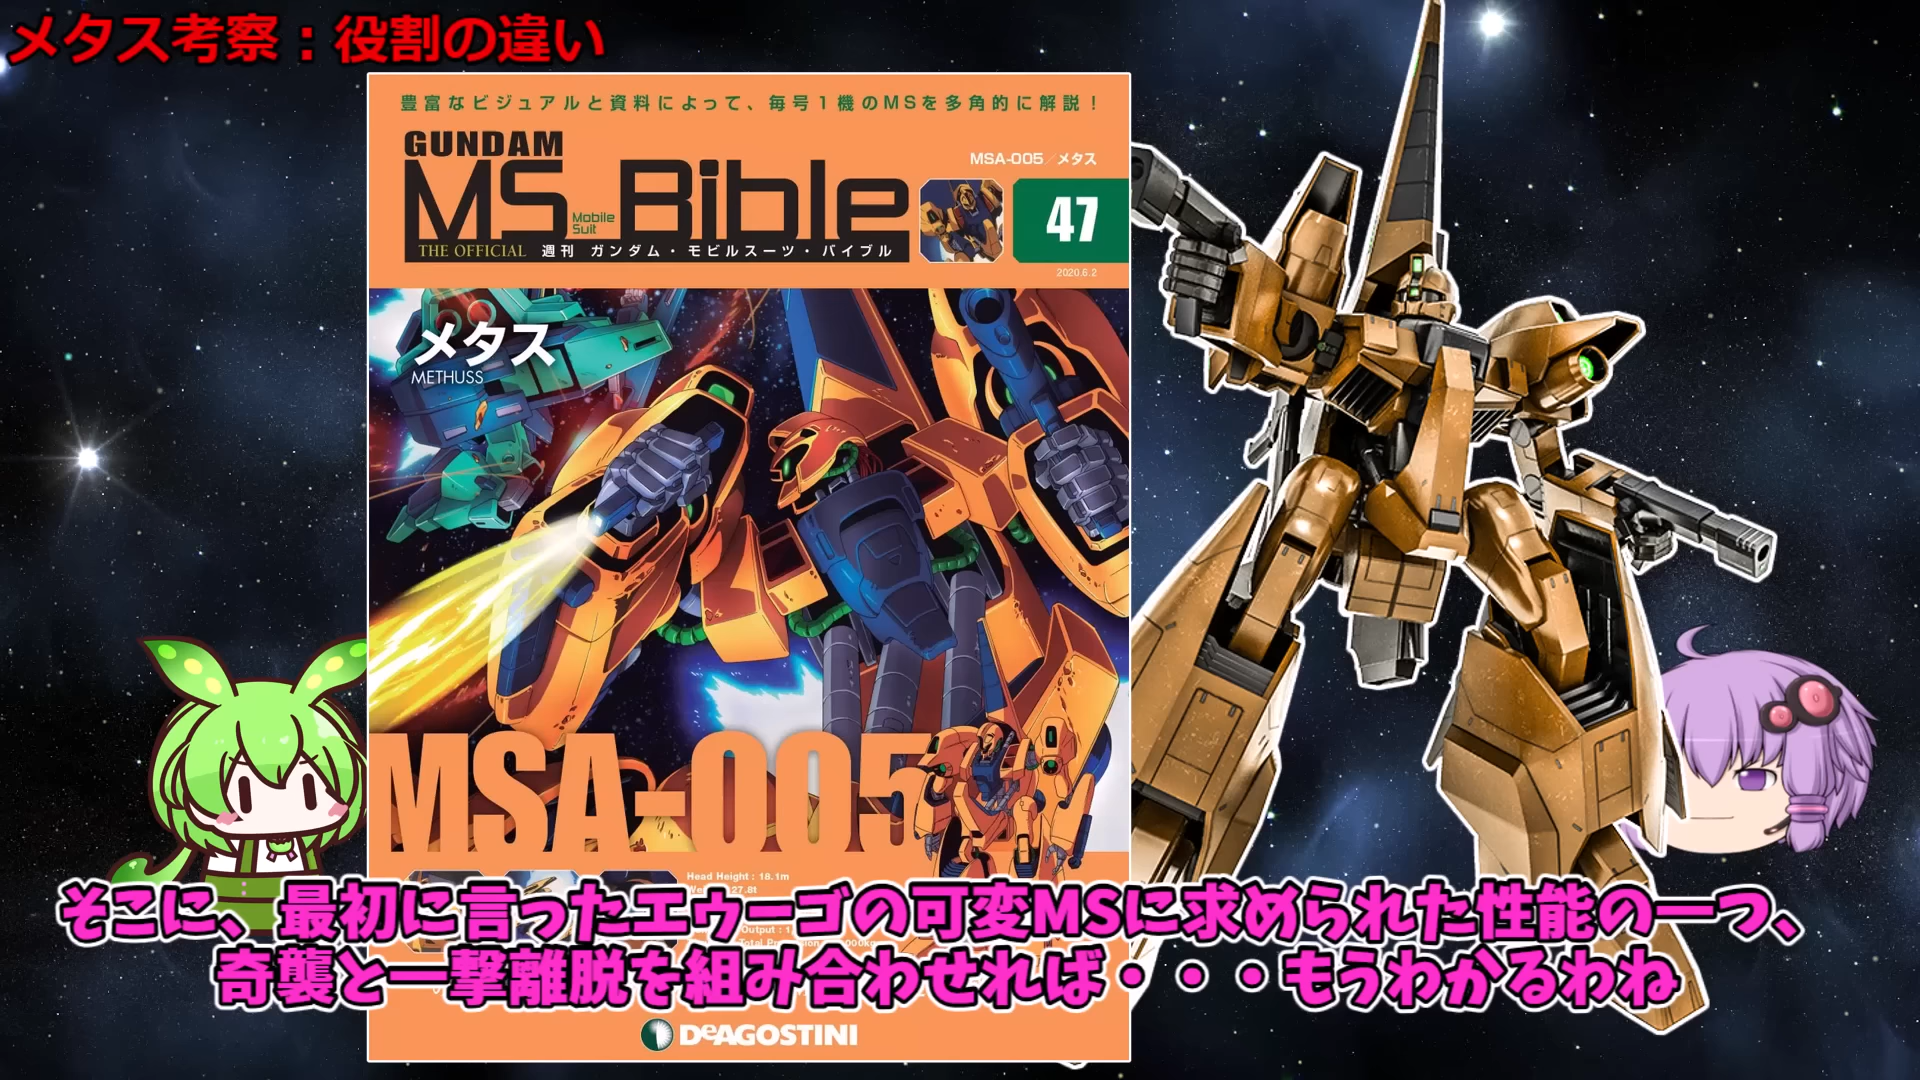 メタス考察：役割の違い
豊富なビジュアルと資料によって、毎号1機のMSを多角的に解説！
GUNDAM
MS Bible
Mobile
Suit
THE OFFICIAL 週刊 ガンダム・モビルスーツ・バイブル
MSA-005／メタス
47
2020.6.2
メタス
METHUSS
MSA-005
Head Height : 18.1m
そこに、最初に言ったエゥーゴの可変MSに求められた性能の一つ、
奇襲と一撃離脱を組み合わせれば・・・もうわかるわね
DeAGOSTINI